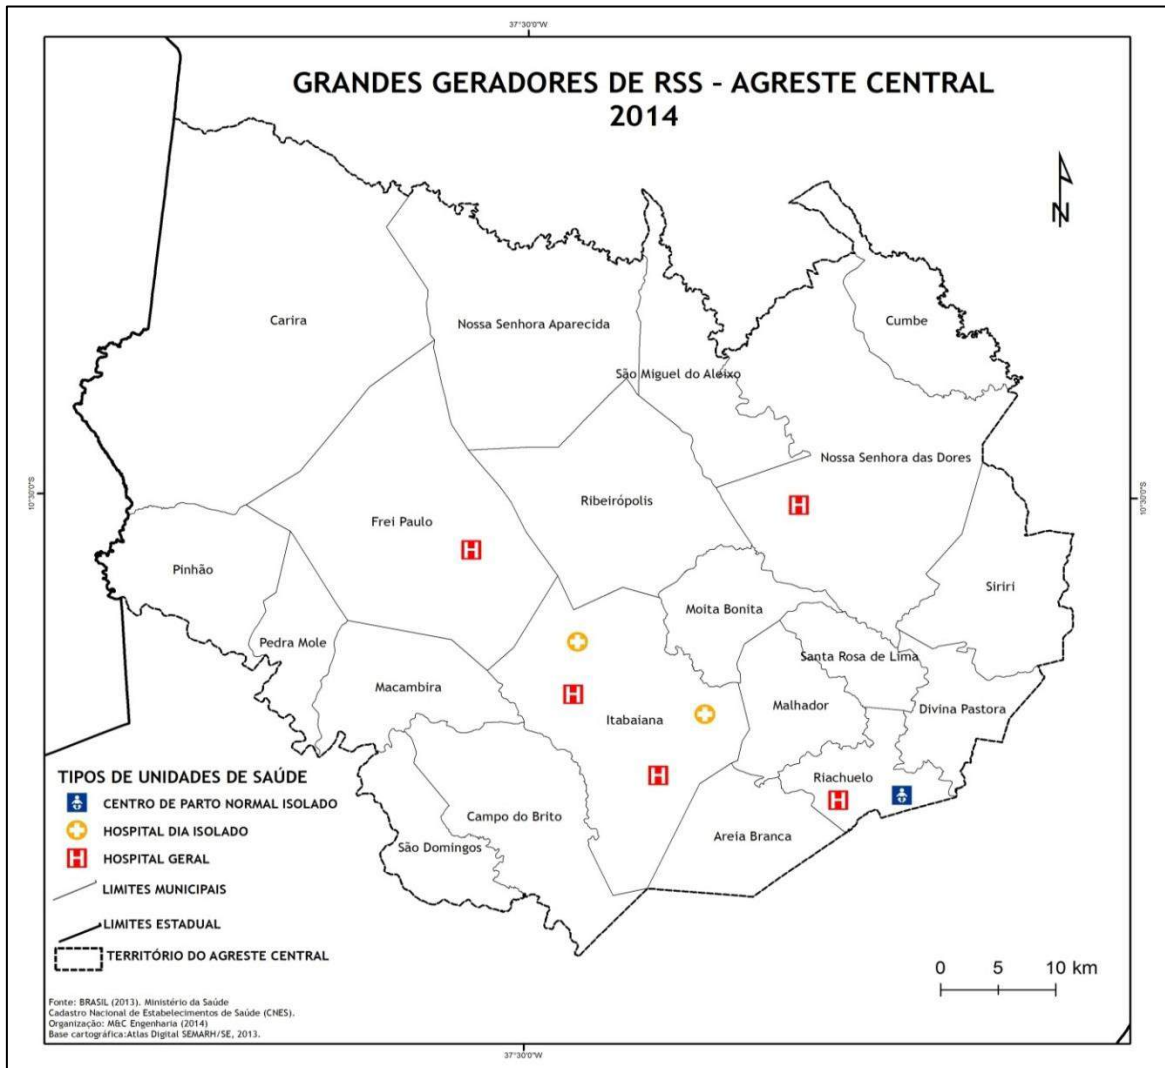 37°30'0"W
GRANDES GERADORES DE RSS - AGRESTE CENTRAL
2014
N
Carira
Nossa Senhora Aparecida
Cumbe
São Miguel do Aleixo
Nossa Senhora das Dores
10°30'0"S
10°30'0"S
Ribeirópolis
H
Frei Paulo
H
Pinhão
Siriri
Moita Bonita
Pedra Mole
Santa Rosa de Lima
Macambira
H
Malhador
Divina Pastora
Itabaiana
H
Riachuelo
H
Campo do Brito
Areia Branca
São Domingos
TIPOS DE UNIDADES DE SAÚDE
CENTRO DE PARTO NORMAL ISOLADO
HOSPITAL DIA ISOLADO
H HOSPITAL GERAL
LIMITES MUNICIPAIS
LIMITES ESTADUAL
TERRITÓRIO DO AGRESTE CENTRAL
0 5 10 km
Fonte: BRASIL (2013). Ministério da Saúde
Cadastro Nacional de Estabelecimentos de Saúde (CNES).
Organização: M&C Engenharia (2014)
Base cartográfica:Atlas Digital SEMARH/SE, 2013.
37°30'0"W